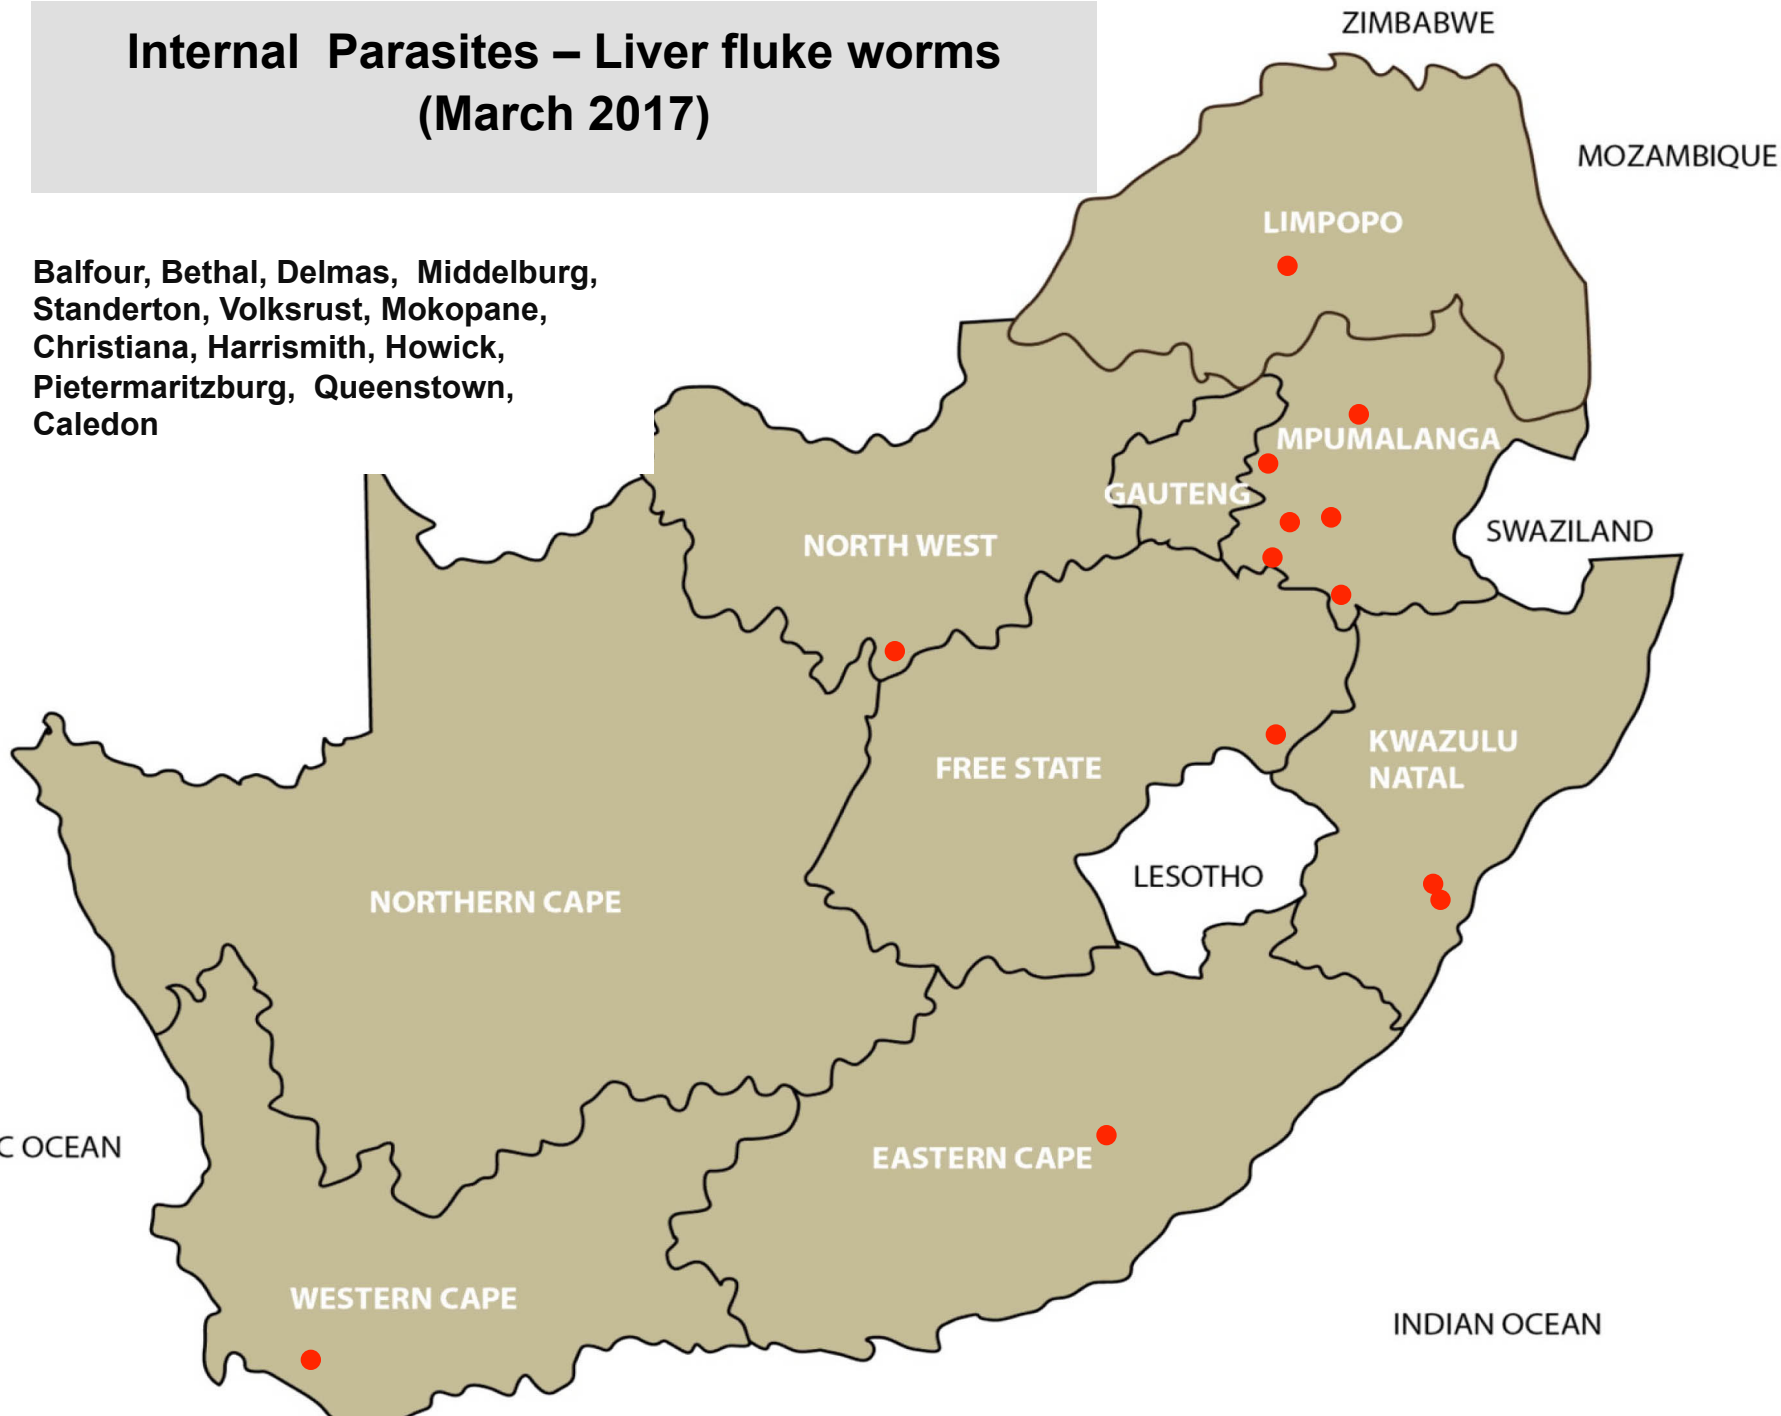 Internal Parasites – Liver fluke worms
(March 2017)
Balfour, Bethal, Delmas, Middelburg,
Standerton, Volksrust, Mokopane,
Christiana, Harrismith, Howick,
Pietermaritzburg, Queenstown,
Caledon
ZIMBABWE
MOZAMBIQUE
LIMPOPO
MPUMALANGA
GAUTENG
SWAZILAND
NORTH WEST
KWAZULU
NATAL
FREE STATE
LESOTHO
NORTHERN CAPE
C OCEAN
EASTERN CAPE
WESTERN CAPE
INDIAN OCEAN